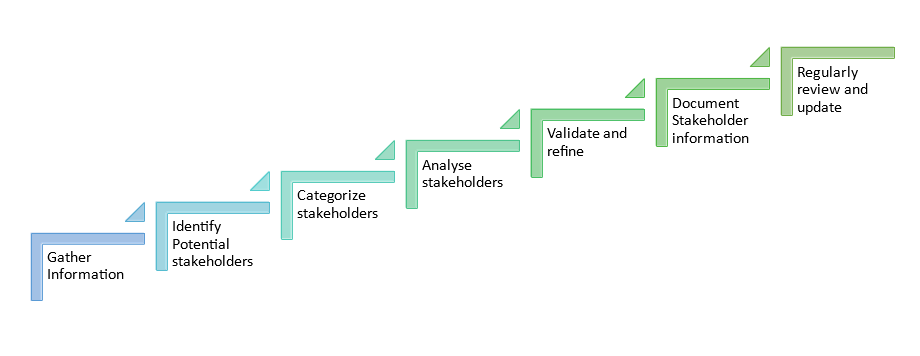 Gather
Information
Identify
Potential
stakeholders
Categorize
stakeholders
Analyse
stakeholders
Validate and
refine
Document
Stakeholder
information
Regularly
review and
update